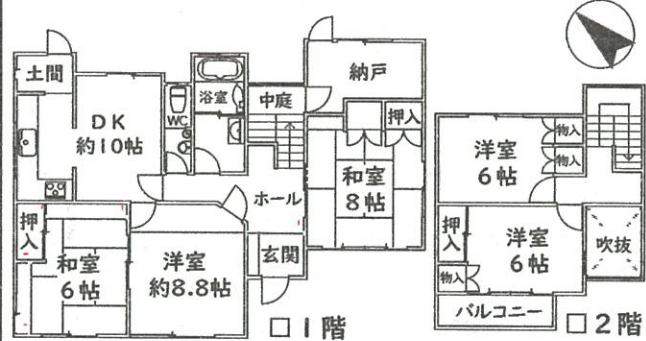 土間
DK
約10帖
WC
浴室
中庭
納戸
押入
和室
8帖
ホール
玄関
押入
和室
6帖
洋室
約8.8帖
□1階
洋室
6帖
物入
物入
押入
洋室
6帖
物入
吹抜
バルコニー
□2階